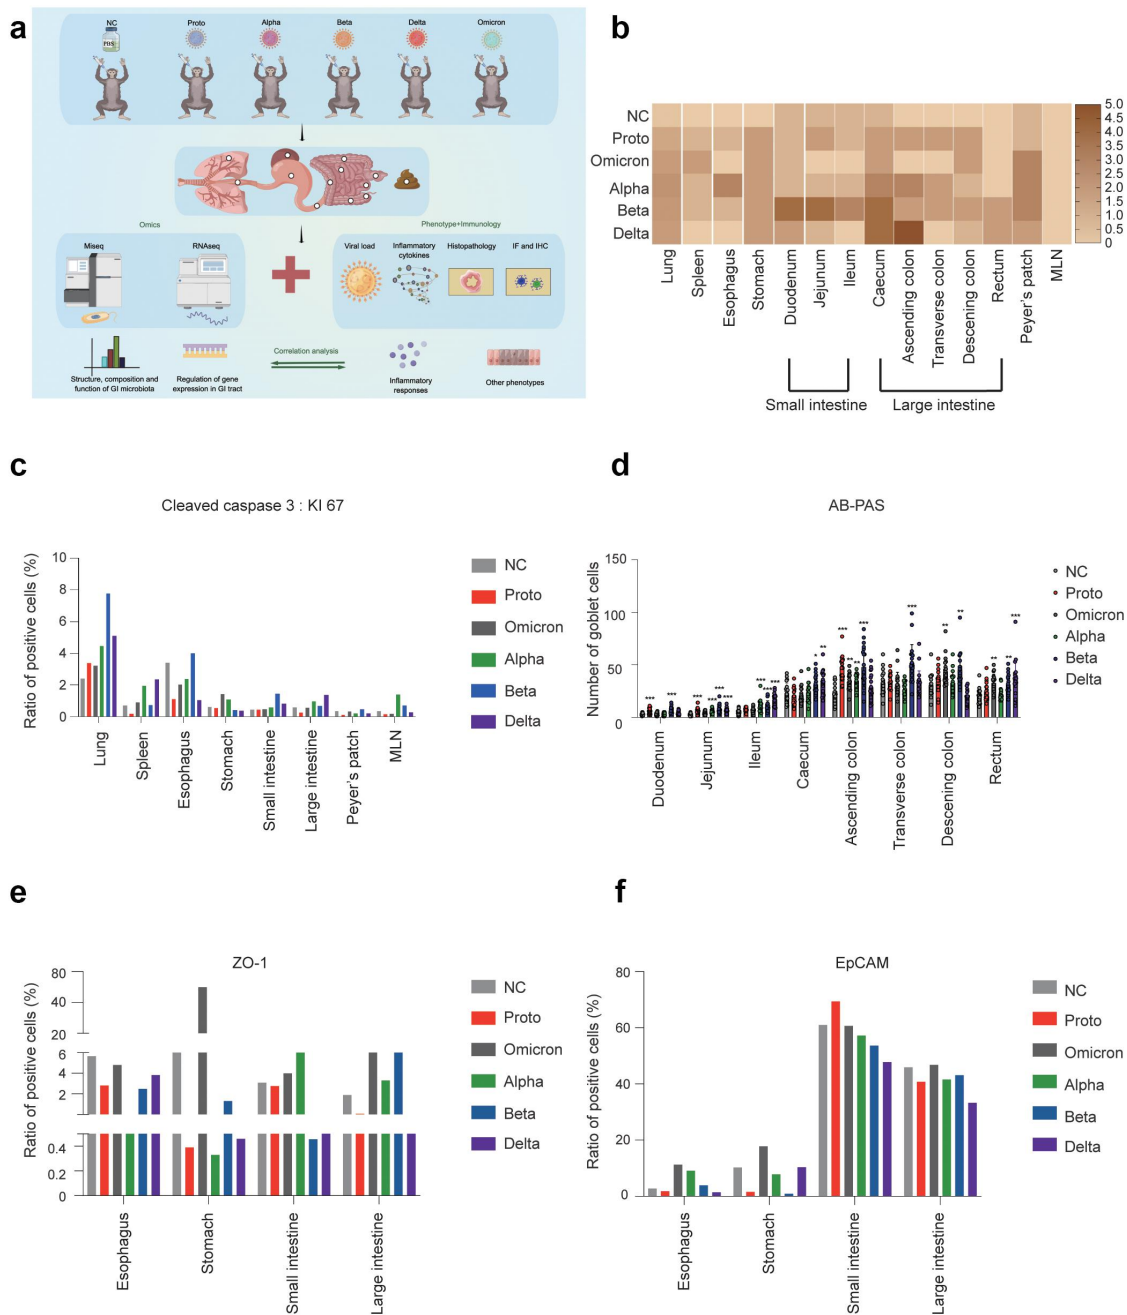 a
NC
Proto
Alpha
Beta
Delta
Omicron
PBS
Omics
Phenotype+Immunology
Miseq
RNAseq
Viral load
Inflammatory
cytokines
Histopathology
IF and IHC
Correlation analysis
Structure, composition and
function of GI microbiota
Regulation of gene
expression in GI tract
Inflammatory
responses
Other phenotypes
b
NC
Proto
Omicron
Alpha
Beta
Delta
5.0
4.5
4.0
3.5
3.0
2.5
2.0
1.5
1.0
0.5
0
Lung
Spleen
Esophagus
Stomach
Duodenum
Jejunum
Ileum
Caecum
Ascending colon
Transverse colon
Descening colon
Rectum
Peyer's patch
MLN
Small intestine
Large intestine
c
Cleaved caspase 3 : KI 67
Ratio of positive cells (%)
10
8
6
4
2
0
Lung
Spleen
Esophagus
Stomach
Small intestine
Large intestine
Peyer's patch
MLN
NC
Proto
Omicron
Alpha
Beta
Delta
d
AB-PAS
Number of goblet cells
150
100
50
0
Duodenum
Jejunum
Ileum
Caecum
Ascending colon
Transverse colon
Descening colon
Rectum
NC
Proto
Omicron
Alpha
Beta
Delta
e
ZO-1
Ratio of positive cells (%)
80
40
20
6
4
2
0.4
0.2
0
Esophagus
Stomach
Small intestine
Large intestine
NC
Proto
Omicron
Alpha
Beta
Delta
f
EpCAM
Ratio of positive cells (%)
80
60
40
20
0
Esophagus
Stomach
Small intestine
Large intestine
NC
Proto
Omicron
Alpha
Beta
Delta